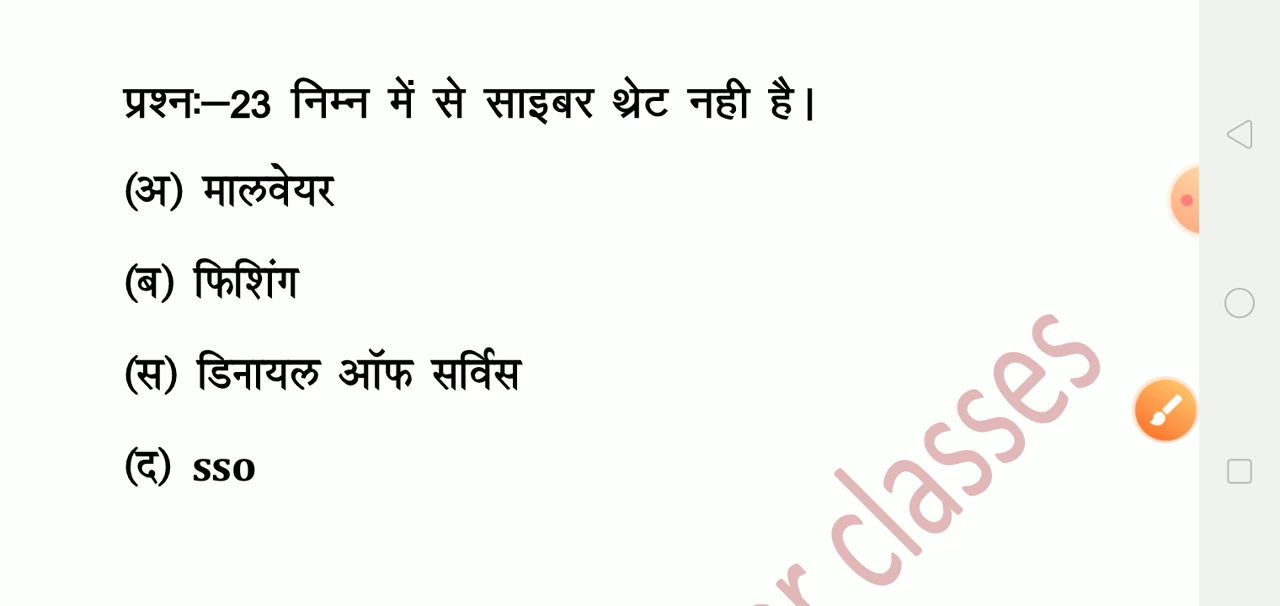 प्रश्नः–23 निम्न में से साइबर थ्रेट नही है।
(अ) मालवेयर
(ब) फिशिंग
(स) डिनायल ऑफ सर्विस
(द) sso
classes